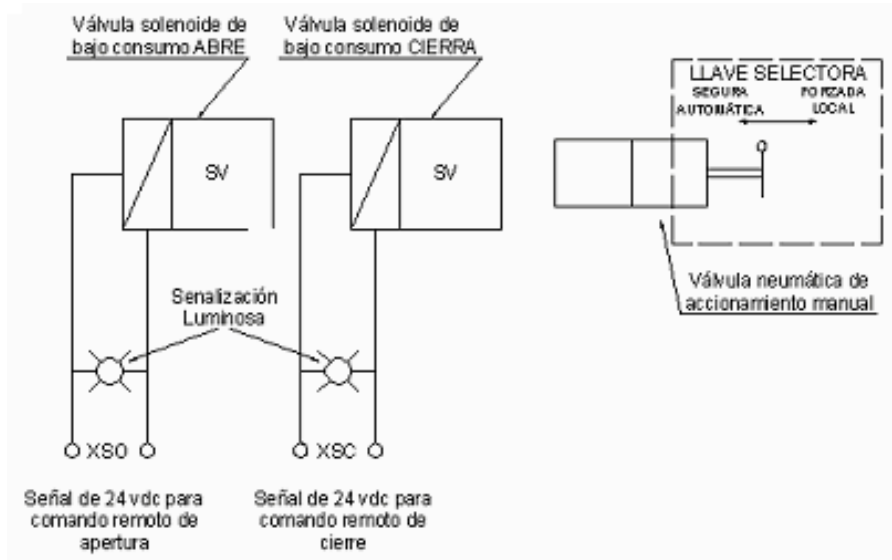 Válvula solenoide de
bajo consumo ABRE
Válvula solenoide de
bajo consumo CIERRA
LLAVE SELECTORA
SEGURA
AUTOMÁTICA
FORZADA
LOCAL
SV
SV
Válvula neumática de
accionamiento manual
Senalización
Luminosa
XSO
XSC
Señal de 24 vdc para
comando remoto de
apertura
Señal de 24 vdc para
comando remoto de
cierre